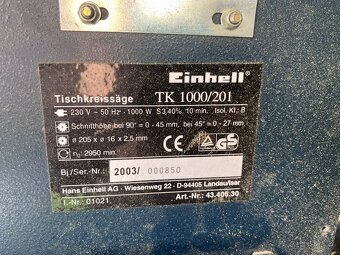 Einhell
Tischkreissäge TK 1000/201
230 V ~ 50 Hz · 1000 W S3 40% 10 min. Isol. Kl.: B
Schnitthöhe bei 90° = 0 - 45 mm, bei 45° = 0 - 27 mm
ø 205 x ø 16 x 2,5 mm
n₀: 2950 min.
CE GS
Bj/Ser.-Nr.: 2003/ 000850
Hans Einhell AG · Wiesenweg 22 · D-94405 Landau/Isar
I.-Nr.: 01021 Art.-Nr.: 43.406.30